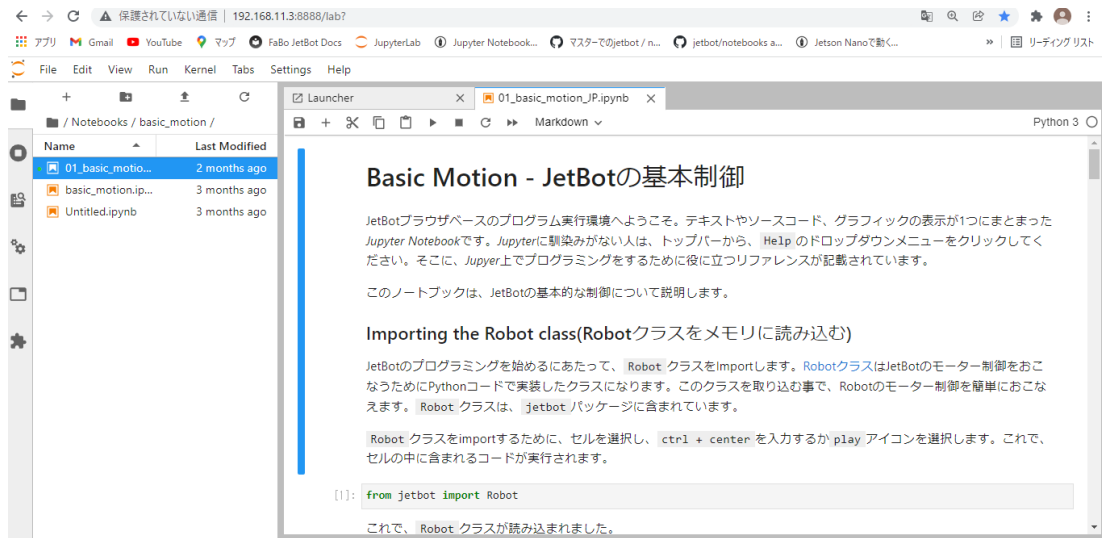 保護されていない通信 | 192.168.11.3:8888/lab?
アプリ Gmail YouTube マップ FaBo JetBot Docs JupyterLab Jupyter Notebook... マスターでのjetbot / n... jetbot/notebooks a... Jetson Nanoで動く... » リーディング リスト
File Edit View Run Kernel Tabs Settings Help
Launcher 01_basic_motion_JP.ipynb
Markdown Python 3
/ Notebooks / basic_motion /
Name Last Modified
01_basic_motio... 2 months ago
basic_motion.ip... 3 months ago
Untitled.ipynb 3 months ago
Basic Motion - JetBotの基本制御
JetBotブラウザベースのプログラム実行環境へようこそ。テキストやソースコード、グラフィックの表示が1つにまとまった
Jupyter Notebookです。Jupyterに馴染みがない人は、トップバーから、Helpのドロップダウンメニューをクリックしてく
ださい。そこに、Jupyer上でプログラミングをするために役に立つリファレンスが記載されています。
このノートブックは、JetBotの基本的な制御について説明します。
Importing the Robot class(Robotクラスをメモリに読み込む)
JetBotのプログラミングを始めるにあたって、RobotクラスをImportします。RobotクラスはJetBotのモーター制御をおこ
なうためにPythonコードで実装したクラスになります。このクラスを取り込む事で、Robotのモーター制御を簡単におこな
えます。Robotクラスは、jetbotパッケージに含まれています。
Robotクラスをimportするために、セルを選択し、ctrl + centerを入力するかplayアイコンを選択します。これで、
セルの中に含まれるコードが実行されます。
[1]: from jetbot import Robot
これで、Robotクラスが読み込まれました。